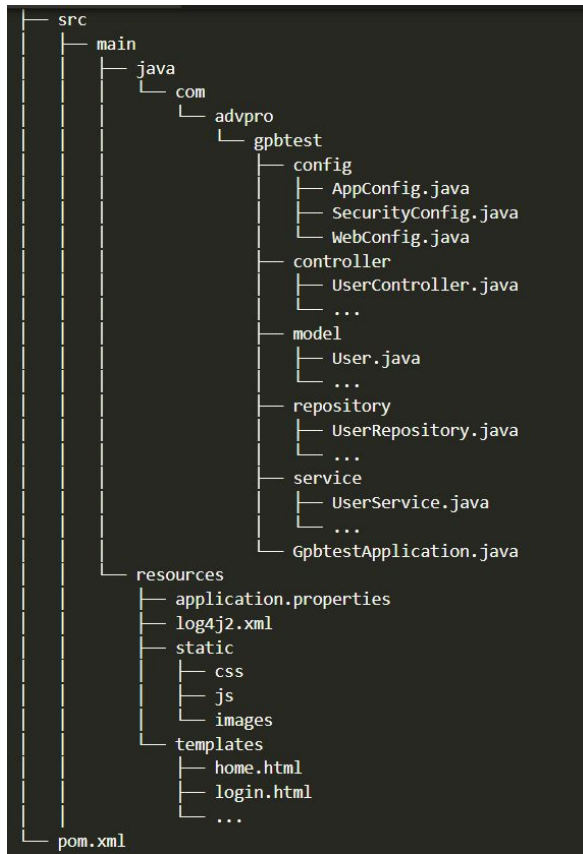 ├── src
│   ├── main
│   │   ├── java
│   │   │   └── com
│   │   │       └── advpro
│   │   │           └── gpbtest
│   │   │               ├── config
│   │   │               │   ├── AppConfig.java
│   │   │               │   ├── SecurityConfig.java
│   │   │               │   └── WebConfig.java
│   │   │               ├── controller
│   │   │               │   ├── UserController.java
│   │   │               │   └── ...
│   │   │               ├── model
│   │   │               │   ├── User.java
│   │   │               │   └── ...
│   │   │               ├── repository
│   │   │               │   ├── UserRepository.java
│   │   │               │   └── ...
│   │   │               ├── service
│   │   │               │   ├── UserService.java
│   │   │               │   └── ...
│   │   │               └── GpbtestApplication.java
│   │   └── resources
│   │       ├── application.properties
│   │       ├── log4j2.xml
│   │       ├── static
│   │       │   ├── css
│   │       │   ├── js
│   │       │   └── images
│   │       └── templates
│   │           ├── home.html
│   │           ├── login.html
│   │           └── ...
└── pom.xml